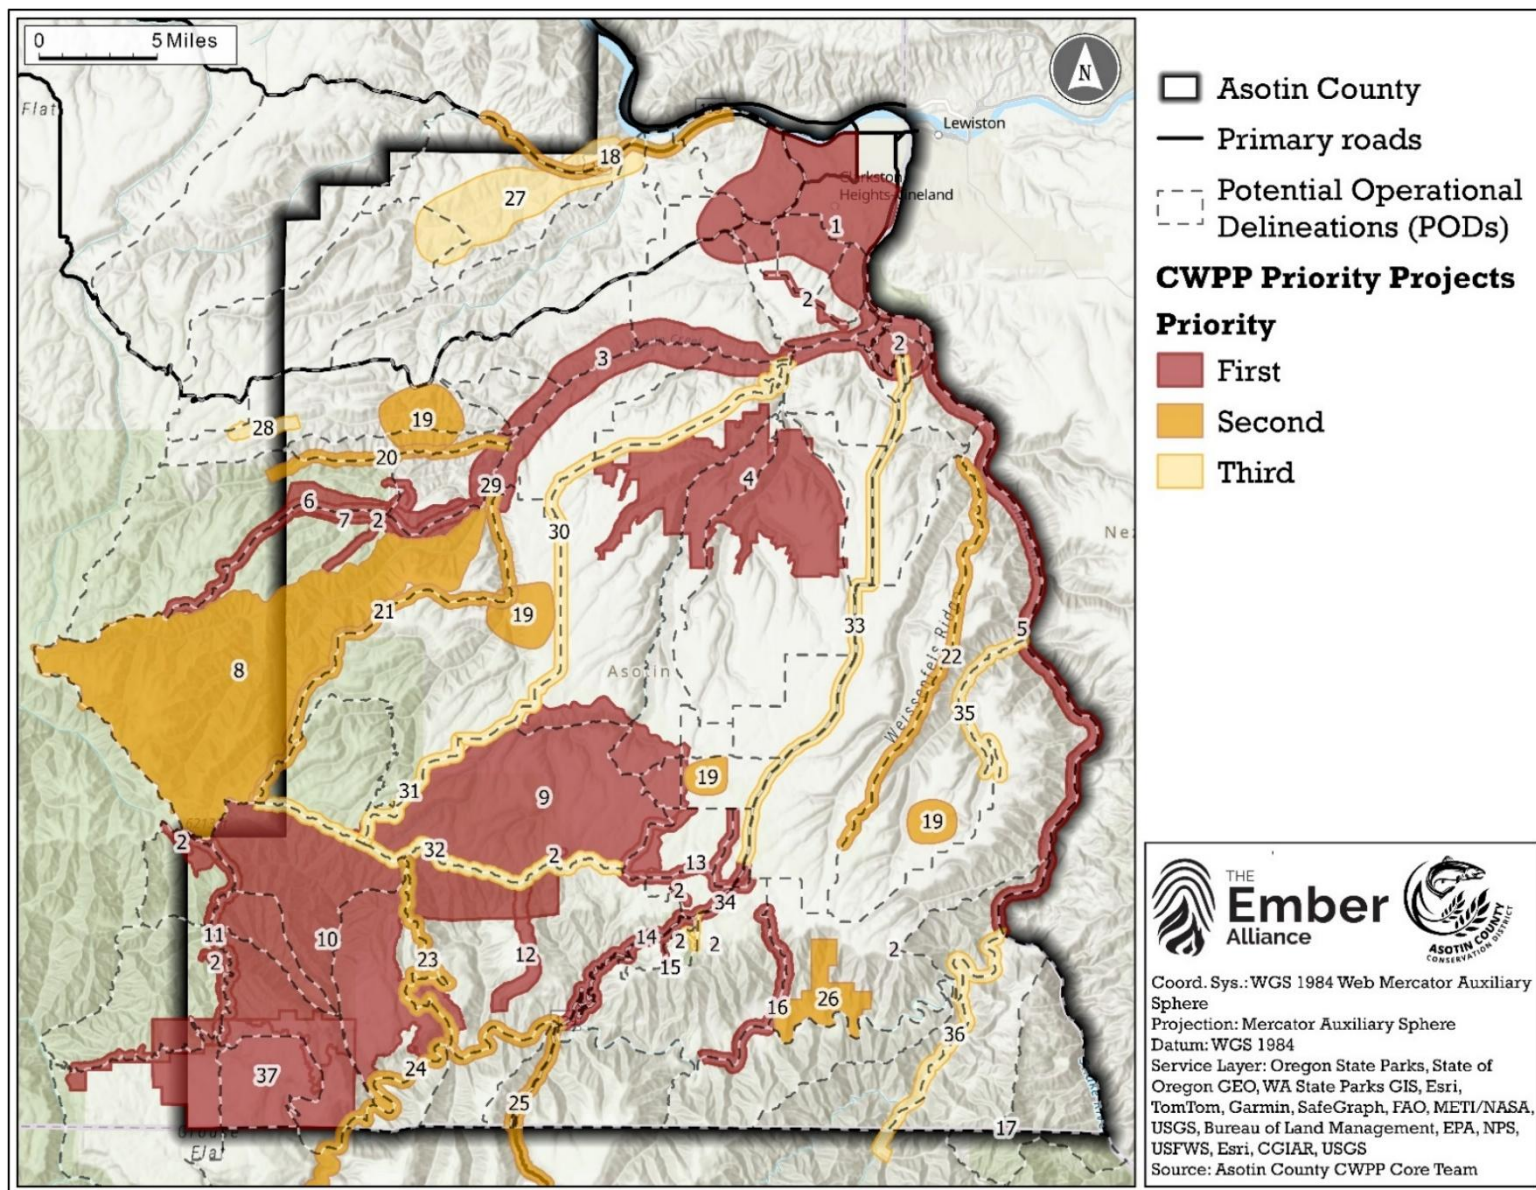 0 5 Miles
N
Flat
Lewiston
Clarkston
Heights-Vineland
18
27
1
2
3
2
28
19
20
29
6
7
2
4
30
21
19
33
5
8
Asotin
22
Weissenfels Ridge
35
31
9
19
19
2
32
2
13
2
34
11
10
2
12
14
2
2
15
23
2
16
26
36
37
24
25
17
Asotin County
Primary roads
Potential Operational
Delineations (PODs)
CWPP Priority Projects
Priority
First
Second
Third
THE
Ember
Alliance
ASOTIN COUNTY
CONSERVATION DISTRICT
Coord. Sys.: WGS 1984 Web Mercator Auxiliary
Sphere
Projection: Mercator Auxiliary Sphere
Datum: WGS 1984
Service Layer: Oregon State Parks, State of
Oregon GEO, WA State Parks GIS, Esri,
TomTom, Garmin, SafeGraph, FAO, METI/NASA,
USGS, Bureau of Land Management, EPA, NPS,
USFWS, Esri, CGIAR, USGS
Source: Asotin County CWPP Core Team